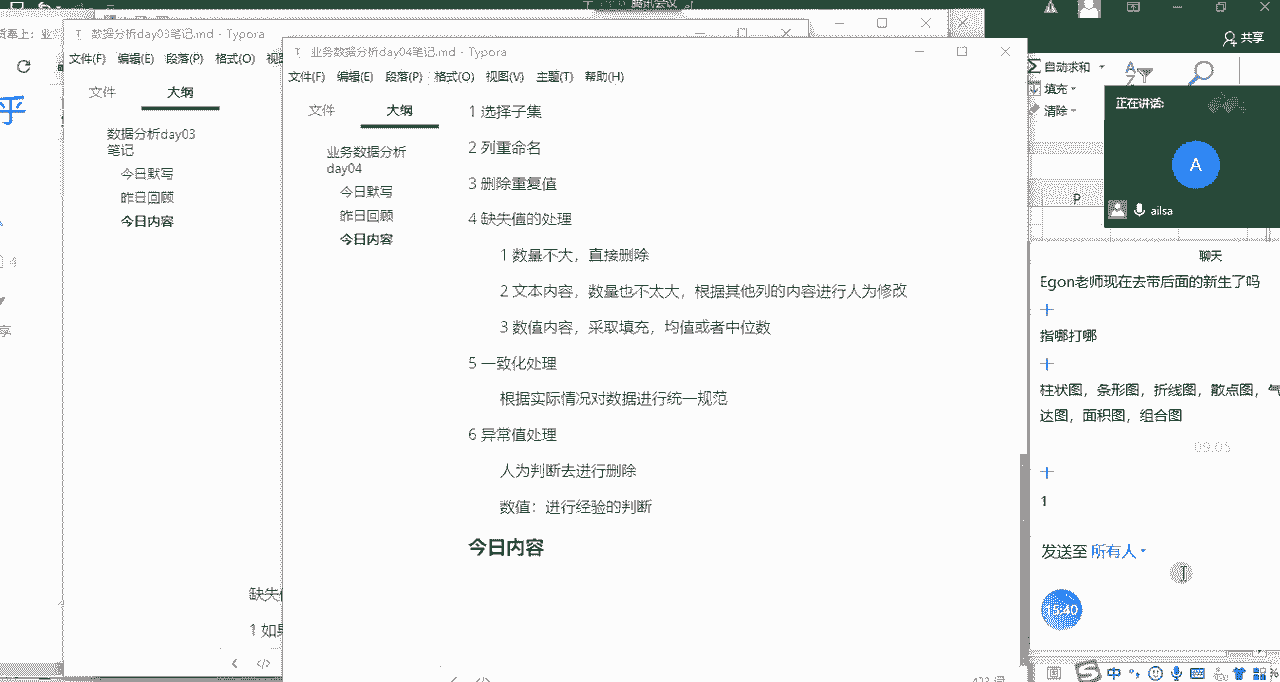 腾讯会议
数据分析day03笔记.md - Typora
文件(F) 编辑(E) 段落(P) 格式(O)
文件 大纲
数据分析day03
笔记
今日默写
昨日回顾
今日内容
1 如
业务数据分析day04笔记.md - Typora
文件(F) 编辑(E) 段落(P) 格式(O) 视图(V) 主题(T) 帮助(H)
文件 大纲
业务数据分析
day04
今日默写
昨日回顾
今日内容
1 选择子集
2 列重命名
3 删除重复值
4 缺失值的处理
1 数量不大，直接删除
2 文本内容，数量也不太大，根据其他列的内容进行人为修改
3 数值内容，采取填充，均值或者中位数
5 一致化处理
根据实际情况对数据进行统一规范
6 异常值处理
人为判断去进行删除
数值：进行经验的判断
今日内容
共享
自动求和
填充
清除
P
正在讲话:
A
ailsa
聊天
Egon老师现在去带后面的新生了吗
指哪打哪
柱状图，条形图，折线图，散点图，
达图，面积图，组合图
09:05
1
发送至 所有人
15:40
中